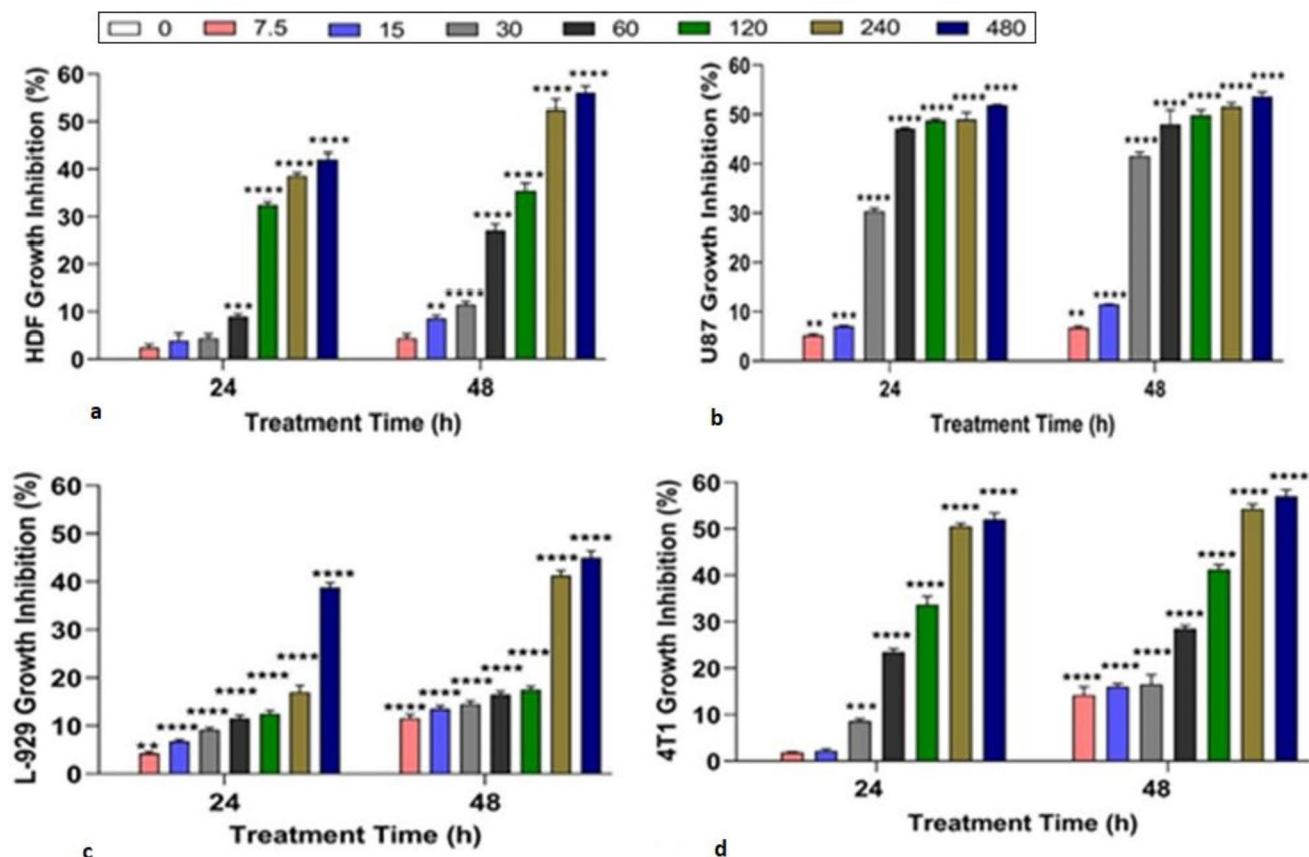 0 7.5 15 30 60 120 240 480
HDF Growth Inhibition (%)
60
50
40
30
20
10
0
**** **** **** ***
**** **** **** **** **** **
24 48
Treatment Time (h)
a
U87 Growth Inhibition (%)
60
50
40
30
20
10
0
** *** **** **** **** **** ****
** **** **** **** **** **** ****
24 48
Treatment Time (h)
b
L-929 Growth Inhibition (%)
60
50
40
30
20
10
0
** **** **** **** **** **** ****
**** **** **** **** **** **** ****
24 48
Treatment Time (h)
c
4T1 Growth Inhibition (%)
60
50
40
30
20
10
0
*** **** **** **** ****
**** **** **** **** **** **** ****
24 48
Treatment Time (h)
d